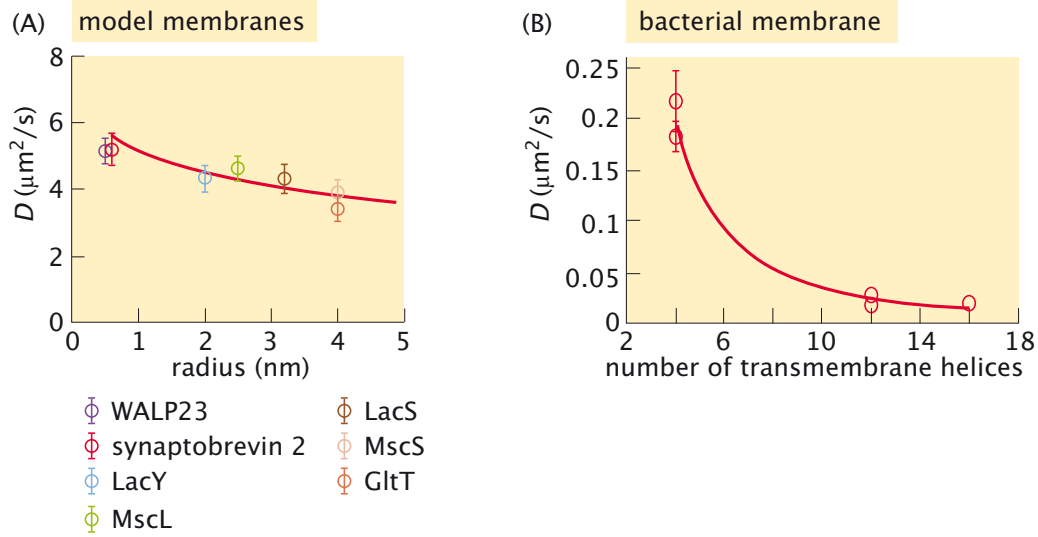 (A) model membranes
8
6
4
2
0
D (μm²/s)
0 1 2 3 4 5
radius (nm)
WALP23
synaptobrevin 2
LacY
MscL
LacS
MscS
GltT
(B) bacterial membrane
0.25
0.2
0.15
0.1
0.05
0
D (μm²/s)
2 6 10 14 18
number of transmembrane helices